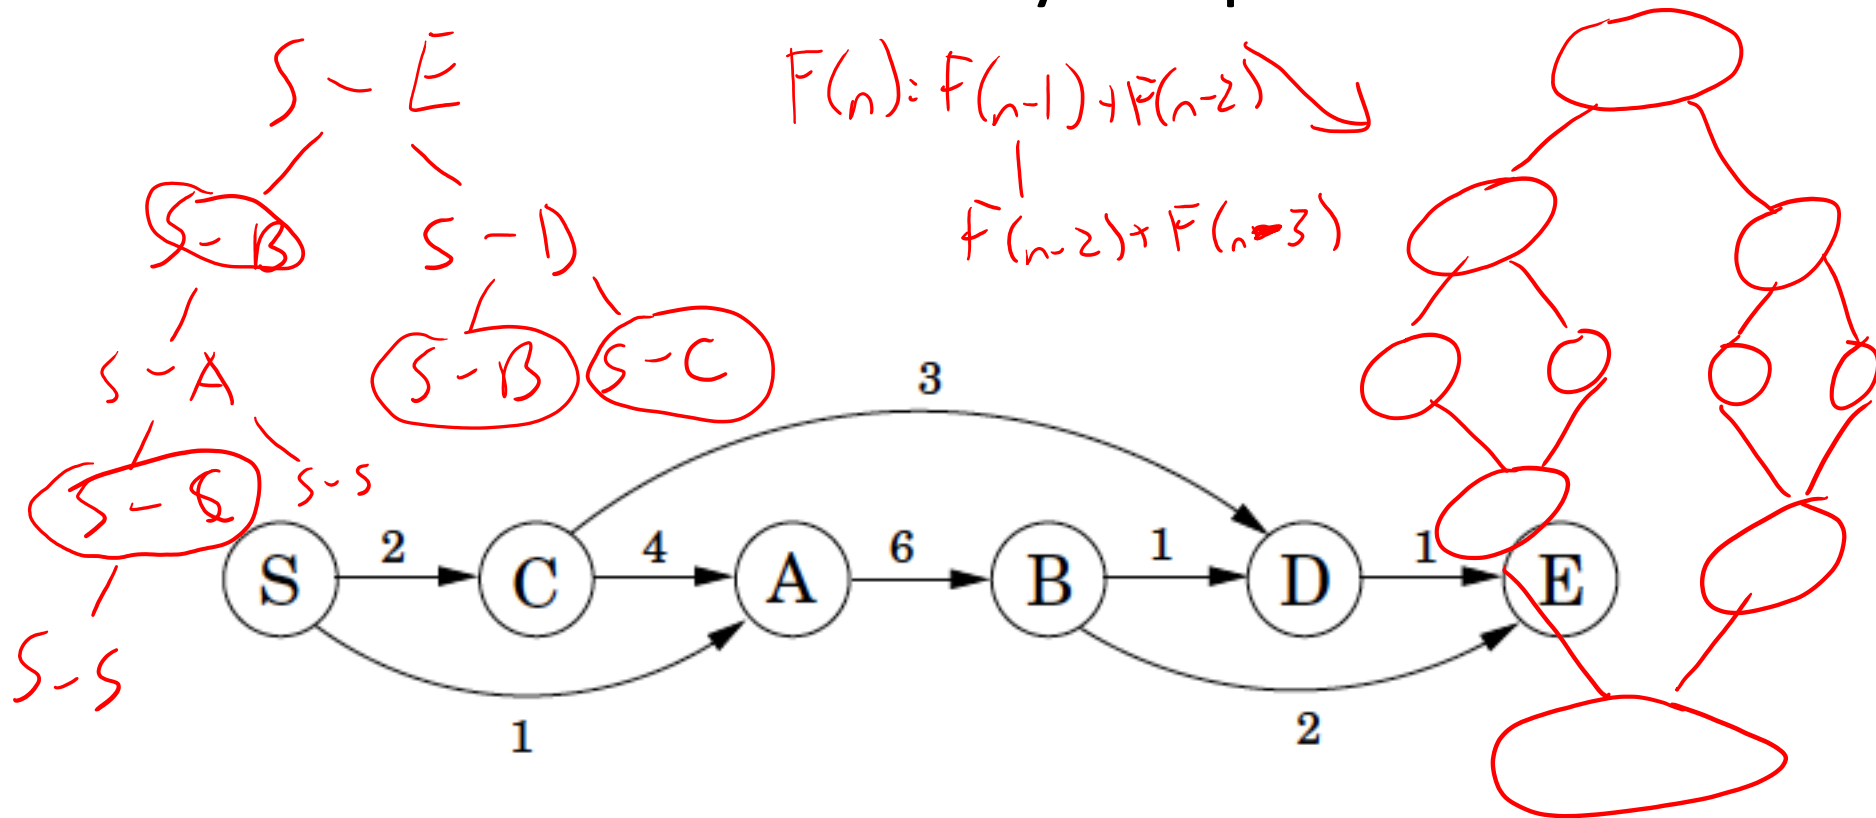 S - E
F(n) = F(n-1) + F(n-2)
S - B
S - D
F(n-2) + F(n-3)
S - A
S - B
S - C
3
S - C
S - S
S
2
C
4
A
6
B
1
D
1
E
S - S
1
2